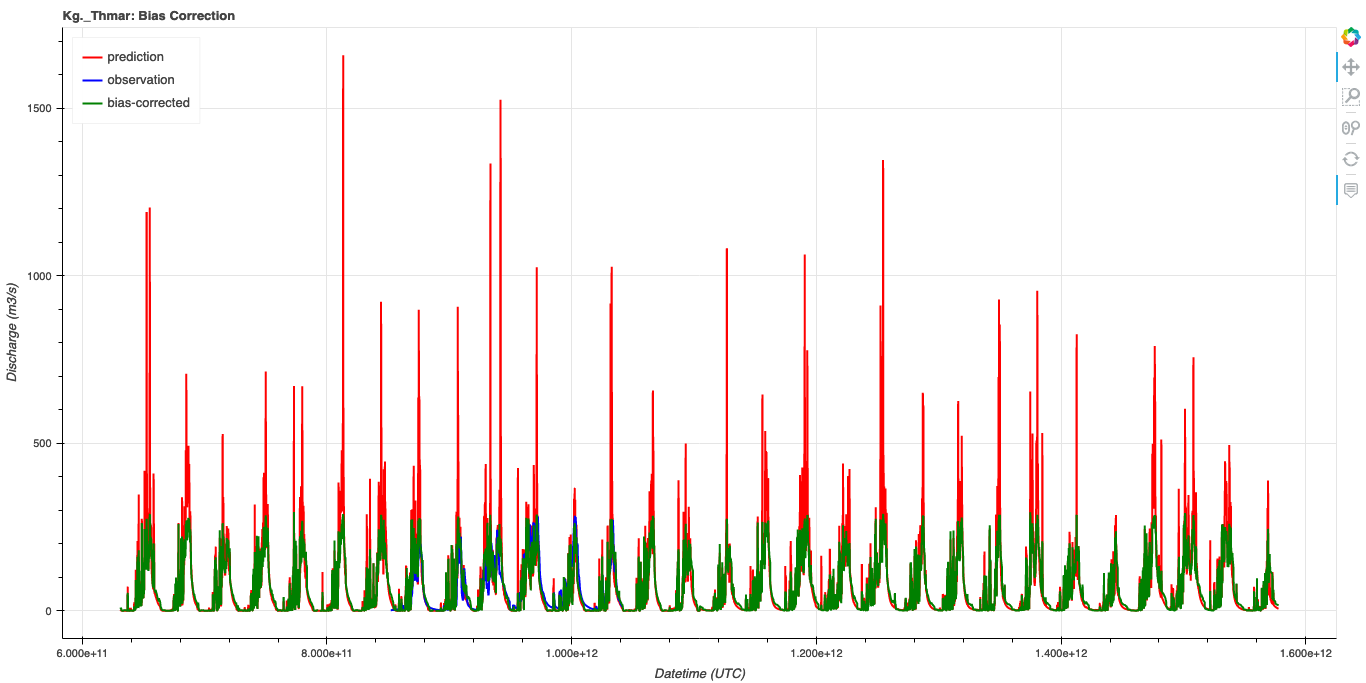 Kg._Thmar: Bias Correction
prediction
observation
bias-corrected
1500
1000
500
0
Discharge (m3/s)
6.000e+11 8.000e+11 1.000e+12 1.200e+12 1.400e+12 1.600e+12
Datetime (UTC)